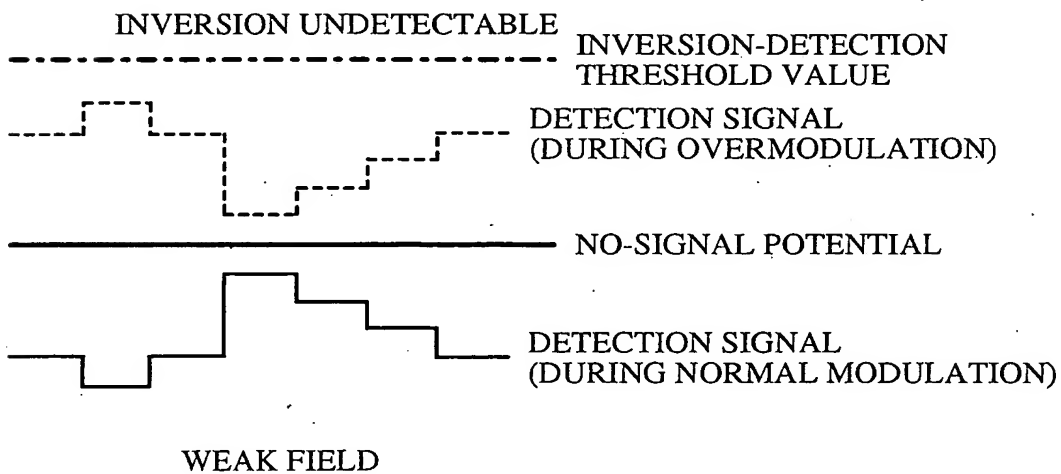 INVERSION UNDETECTABLE
INVERSION-DETECTION
THRESHOLD VALUE
DETECTION SIGNAL
(DURING OVERMODULATION)
NO-SIGNAL POTENTIAL
DETECTION SIGNAL
(DURING NORMAL MODULATION)
WEAK FIELD